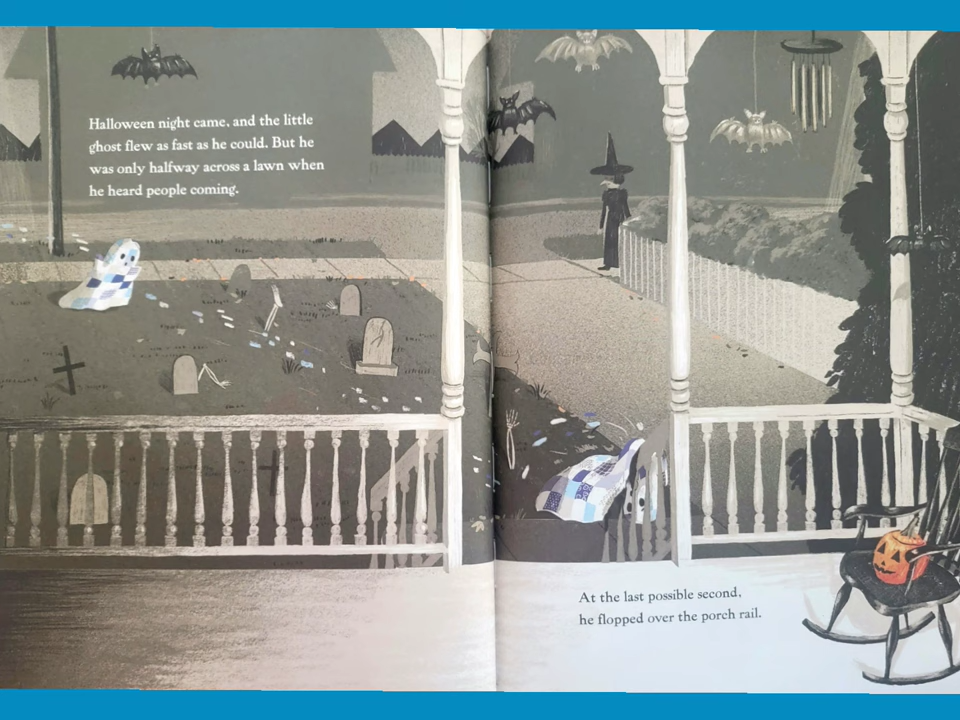 Halloween night came, and the little
ghost flew as fast as he could. But he
was only halfway across a lawn when
he heard people coming.
At the last possible second,
he flopped over the porch rail.